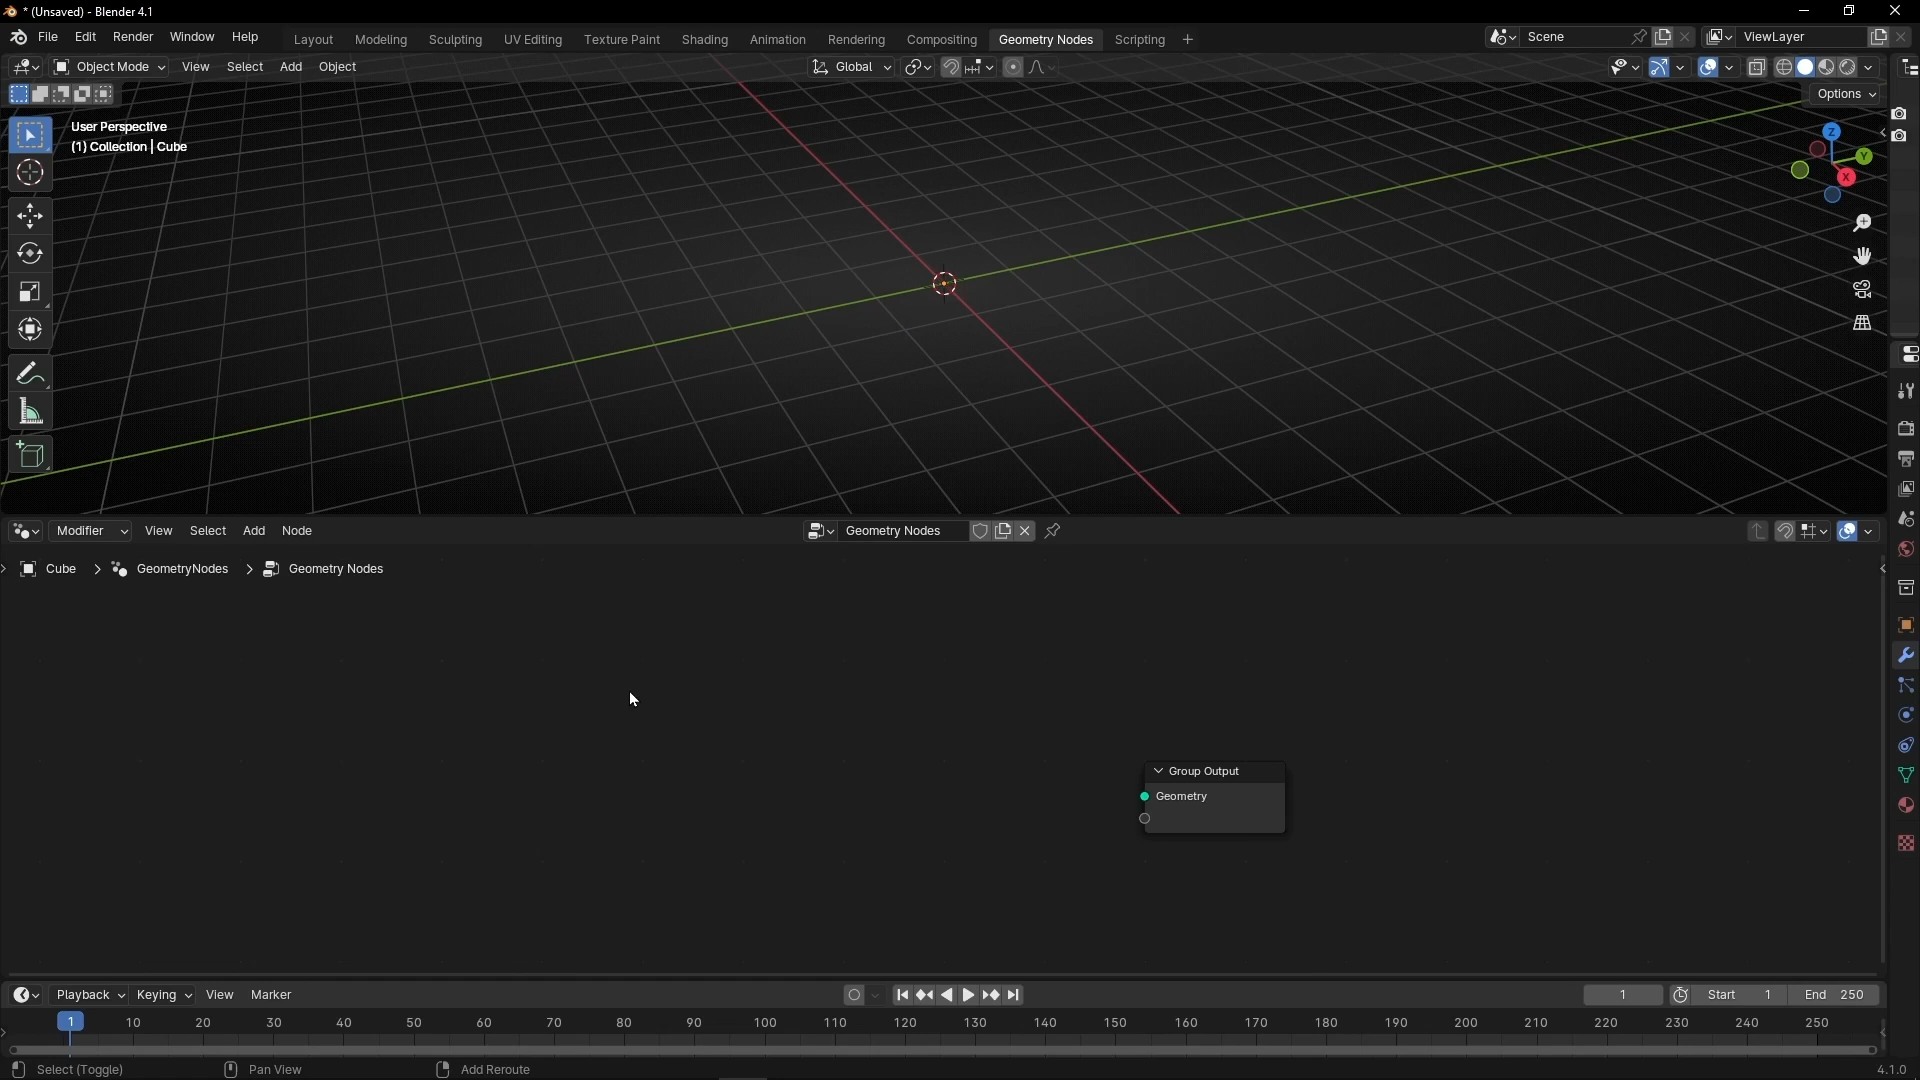 * (Unsaved) - Blender 4.1
File Edit Render Window Help Layout Modeling Sculpting UV Editing Texture Paint Shading Animation Rendering Compositing Geometry Nodes Scripting + Scene ViewLayer
Object Mode View Select Add Object Global
Options
User Perspective
(1) Collection | Cube
Z
Y
X
Modifier View Select Add Node Geometry Nodes
Cube > GeometryNodes > Geometry Nodes
Group Output
Geometry
Playback Keying View Marker 1 Start 1 End 250
1 10 20 30 40 50 60 70 80 90 100 110 120 130 140 150 160 170 180 190 200 210 220 230 240 250
Select (Toggle) Pan View Add Reroute 4.1.0